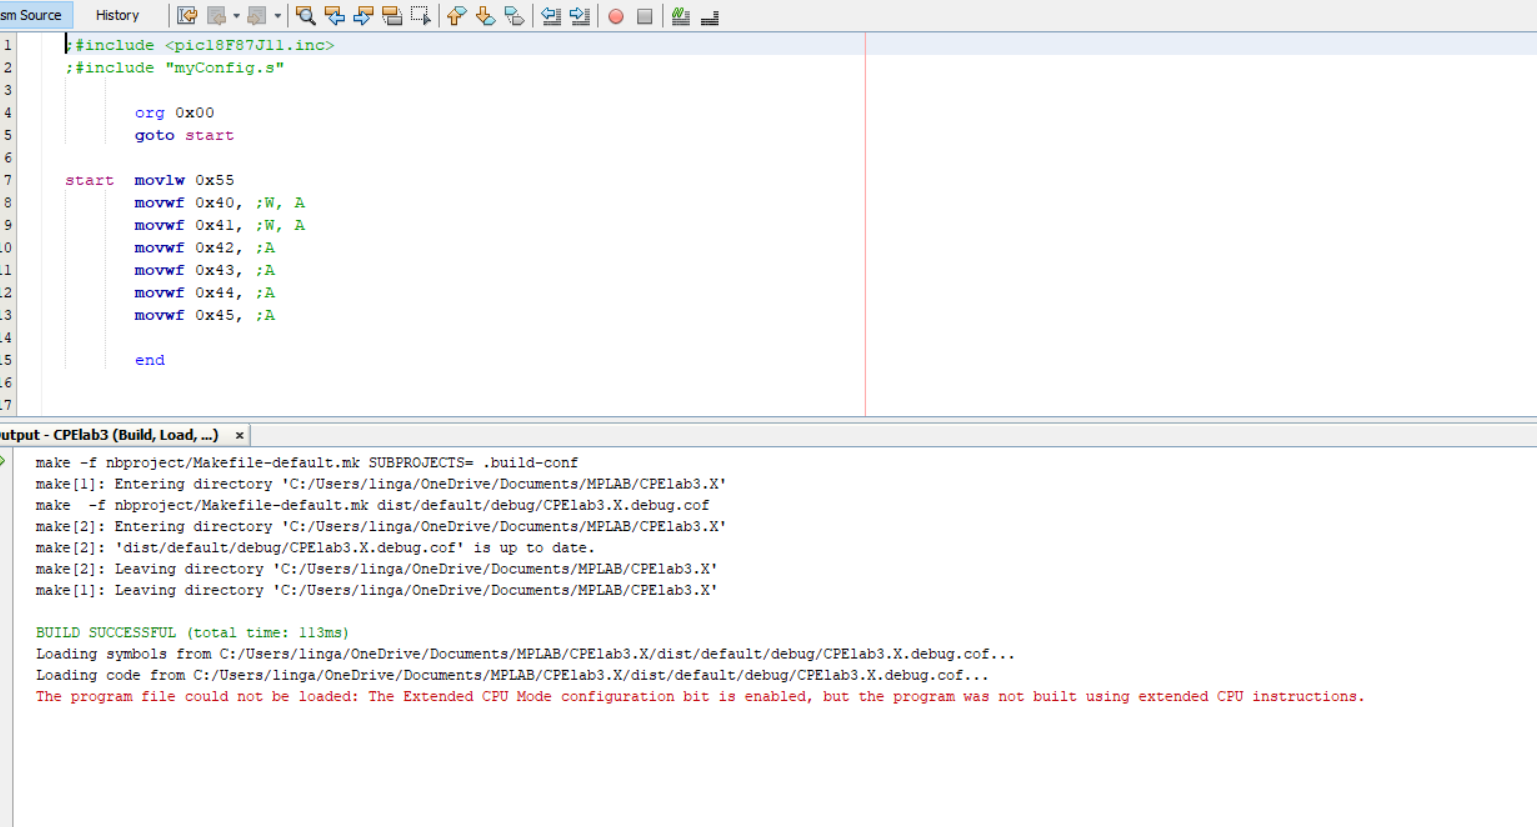 sm Source History
1 ;#include <pic18F87J11.inc>
2 ;#include "myConfig.s"
3
4 org 0x00
5 goto start
6
7 start movlw 0x55
8 movwf 0x40, ;W, A
9 movwf 0x41, ;W, A
10 movwf 0x42, ;A
11 movwf 0x43, ;A
12 movwf 0x44, ;A
13 movwf 0x45, ;A
14
15 end
16
17
utput - CPElab3 (Build, Load, ...) ×
make -f nbproject/Makefile-default.mk SUBPROJECTS= .build-conf
make[1]: Entering directory 'C:/Users/linga/OneDrive/Documents/MPLAB/CPElab3.X'
make  -f nbproject/Makefile-default.mk dist/default/debug/CPElab3.X.debug.cof
make[2]: Entering directory 'C:/Users/linga/OneDrive/Documents/MPLAB/CPElab3.X'
make[2]: 'dist/default/debug/CPElab3.X.debug.cof' is up to date.
make[2]: Leaving directory 'C:/Users/linga/OneDrive/Documents/MPLAB/CPElab3.X'
make[1]: Leaving directory 'C:/Users/linga/OneDrive/Documents/MPLAB/CPElab3.X'
BUILD SUCCESSFUL (total time: 113ms)
Loading symbols from C:/Users/linga/OneDrive/Documents/MPLAB/CPElab3.X/dist/default/debug/CPElab3.X.debug.cof...
Loading code from C:/Users/linga/OneDrive/Documents/MPLAB/CPElab3.X/dist/default/debug/CPElab3.X.debug.cof...
The program file could not be loaded: The Extended CPU Mode configuration bit is enabled, but the program was not built using extended CPU instructions.